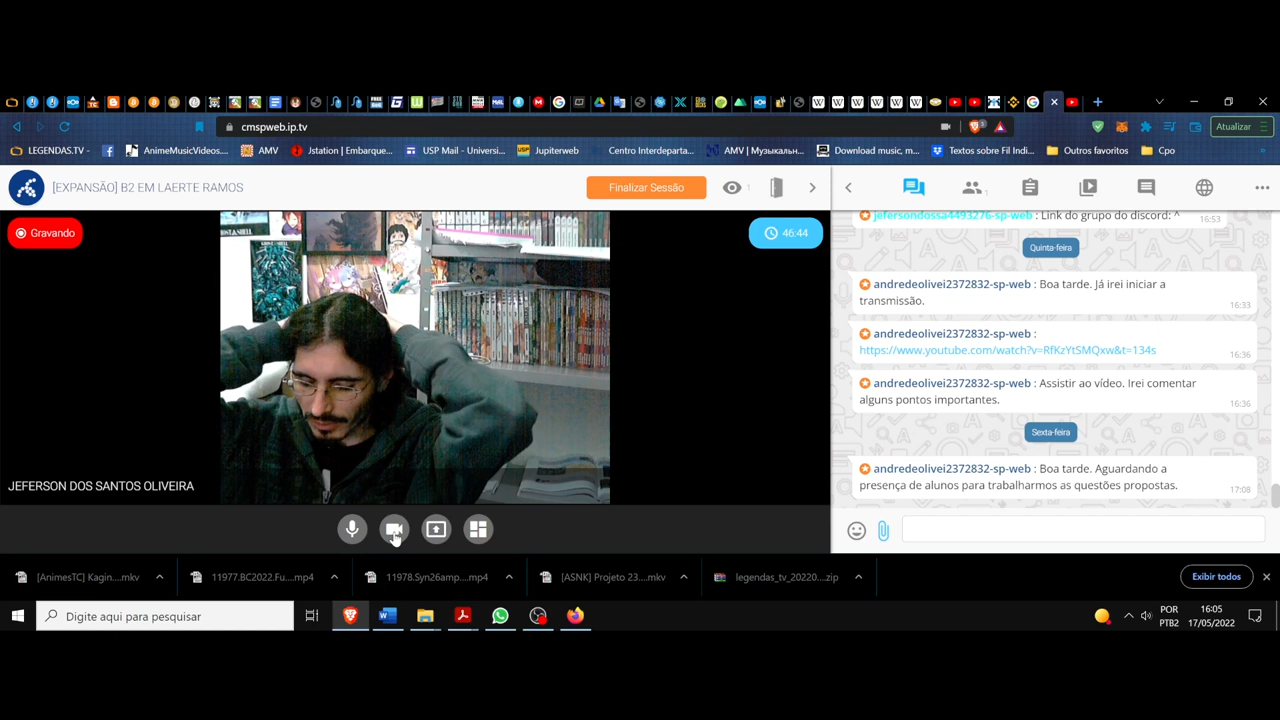 cmspweb.ip.tv
3
Atualizar
LEGENDAS.TV -
AnimeMusicVideos...
AMV
Jstation | Embarque...
USP Mail - Universi...
Jupiterweb
Centro Interdeparta...
AMV | Музыкальн...
Download music, m...
Textos sobre Fil Indi...
Outros favoritos
Cpo
[EXPANSÃO] B2 EM LAERTE RAMOS
Finalizar Sessão
1
1
Gravando
46:44
JEFERSON DOS SANTOS OLIVEIRA
jefersondossa4493276-sp-web : Link do grupo do discord: ^
16:53
Quinta-feira
andredeolivei2372832-sp-web : Boa tarde. Já irei iniciar a
transmissão.
16:33
andredeolivei2372832-sp-web :
https://www.youtube.com/watch?v=RfKzYtSMQxw&t=134s
16:36
andredeolivei2372832-sp-web : Assistir ao vídeo. Irei comentar
alguns pontos importantes.
16:36
Sexta-feira
andredeolivei2372832-sp-web : Boa tarde. Aguardando a
presença de alunos para trabalharmos as questões propostas.
17:08
[AnimesTC] Kagin....mkv
11977.BC2022.Fu....mp4
11978.Syn26amp....mp4
[ASNK] Projeto 23....mkv
legendas_tv_20220....zip
Exibir todos
Digite aqui para pesquisar
POR
PTB2
16:05
17/05/2022